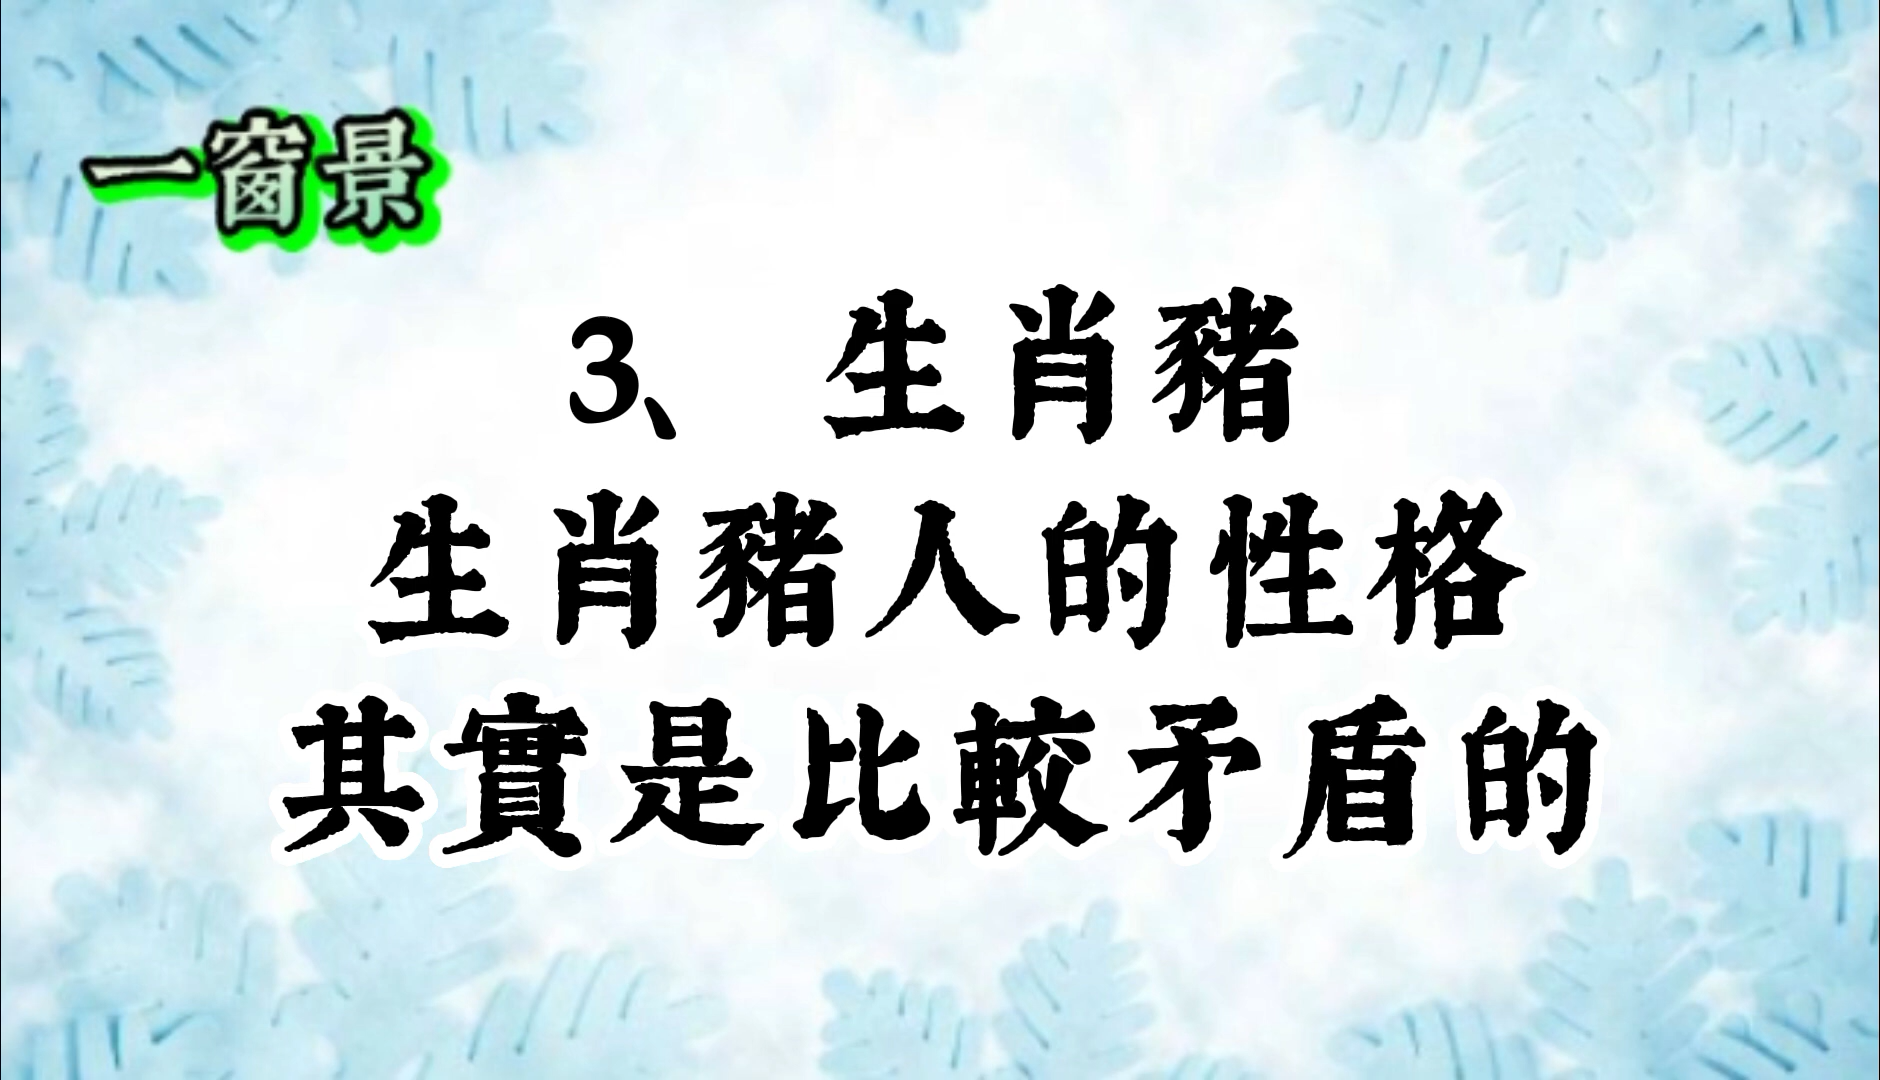 一窗景
3、 生肖豬
生肖豬人的性格
其實是比較矛盾的